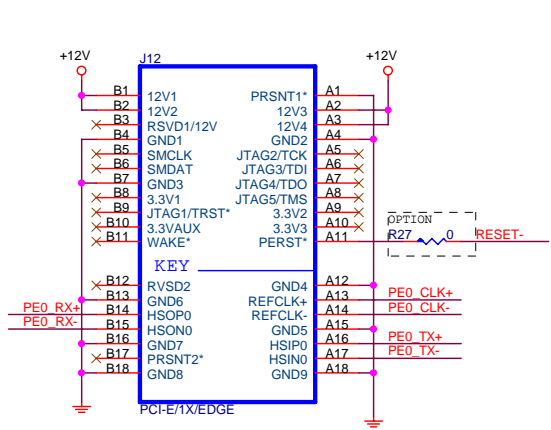 +12V J12 +12V
B1 12V1 PRSNT1* A1
B2 12V2 12V3 A2
B3 RSVD1/12V 12V4 A3
B4 GND1 GND2 A4
B5 SMCLK JTAG2/TCK A5
B6 SMDAT JTAG3/TDI A6
B7 GND3 JTAG4/TDO A7
B8 3.3V1 JTAG5/TMS A8
B9 JTAG1/TRST* 3.3V2 A9
B10 3.3VAUX 3.3V3 A10
OPTION
B11 WAKE* PERST* A11 R27 0 RESET-
KEY
B12 RVSD2 GND4 A12
B13 GND6 REFCLK+ A13 PE0_CLK+
PE0_RX+ B14 HSOP0 REFCLK- A14 PE0_CLK-
PE0_RX- B15 HSON0 GND5 A15
B16 GND7 HSIP0 A16 PE0_TX+
B17 PRSNT2* HSIN0 A17 PE0_TX-
B18 GND8 GND9 A18
PCI-E/1X/EDGE